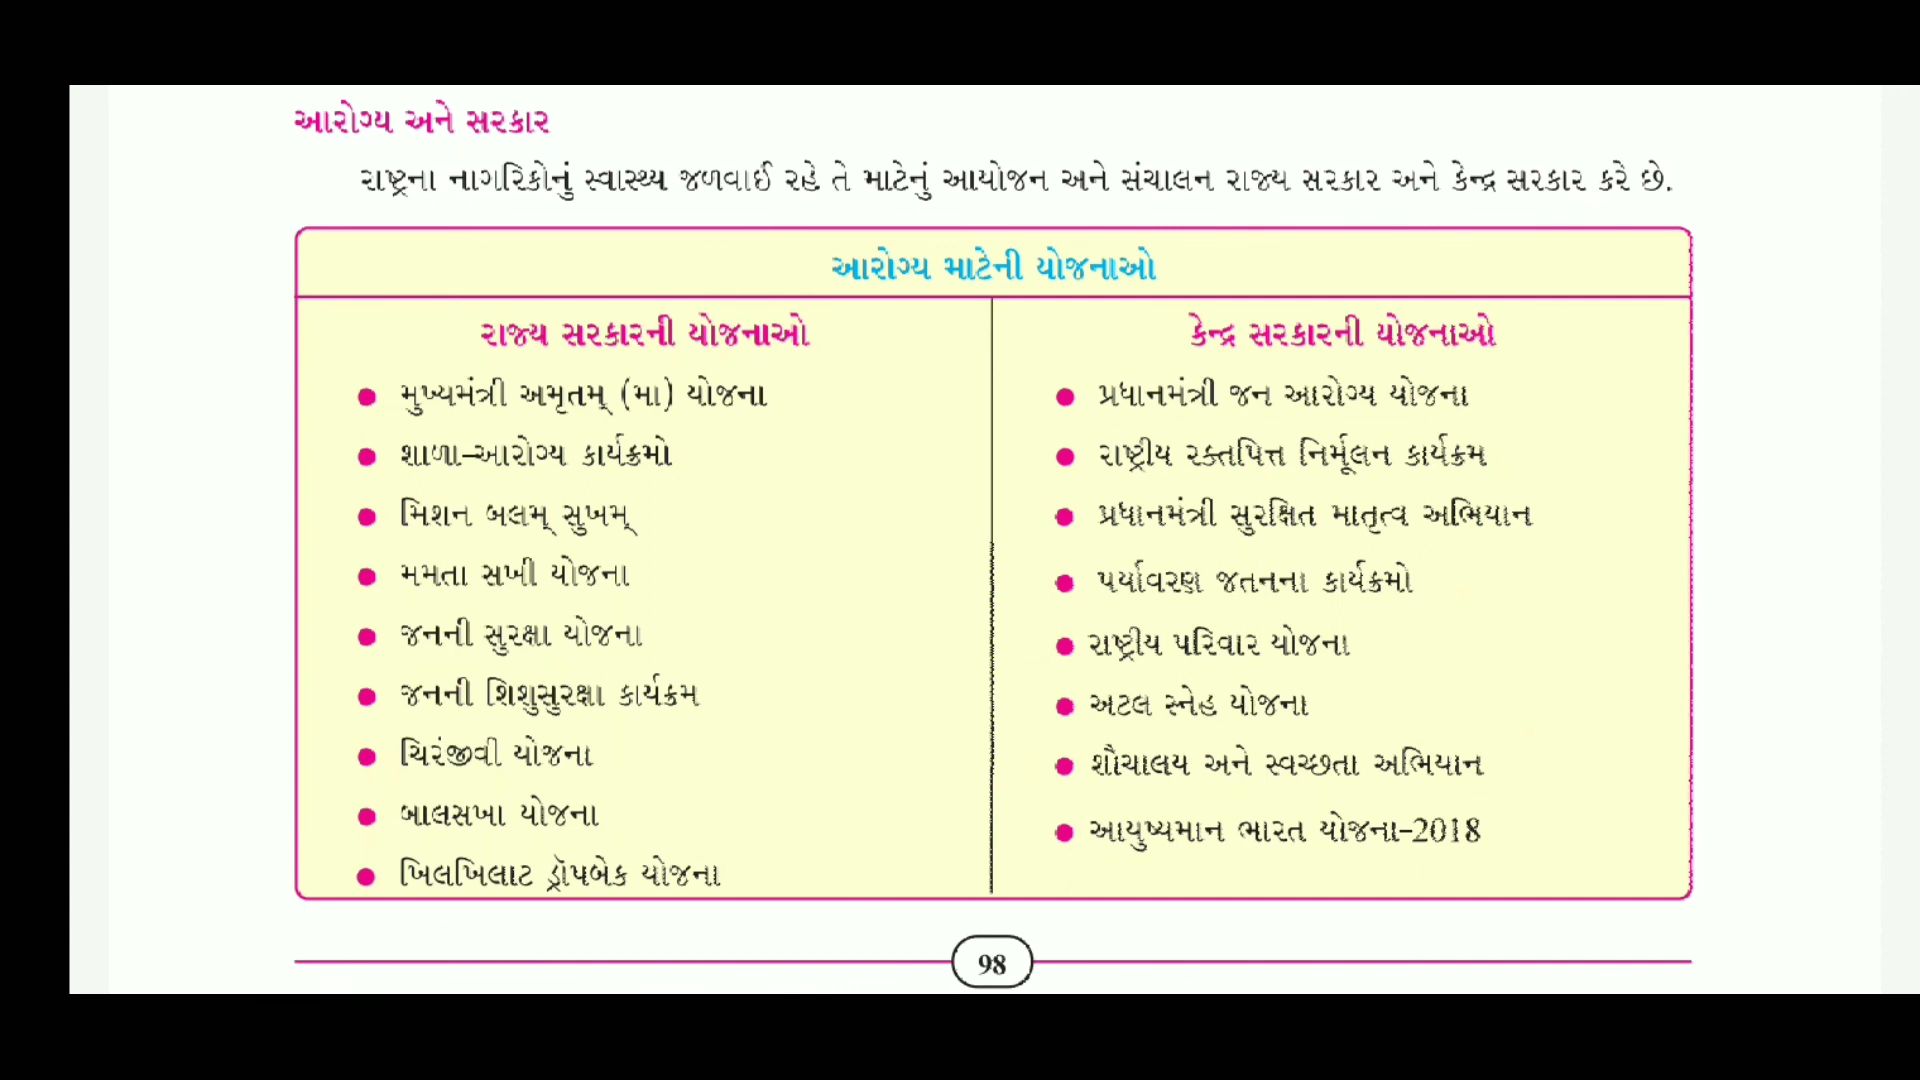 આરોગ્ય અને સરકાર
રાષ્ટ્રના નાગરિકોનું સ્વાસ્થ્ય જળવાઈ રહે તે માટેનું આયોજન અને સંચાલન રાજ્ય સરકાર અને કેન્દ્ર સરકાર કરે છે.
આરોગ્ય માટેની યોજનાઓ
રાજ્ય સરકારની યોજનાઓ
● મુખ્યમંત્રી અમૃતમ્ (મા) યોજના
● શાળા–આરોગ્ય કાર્યક્રમો
● મિશન બલમ્ સુખમ્
● મમતા સખી યોજના
● જનની સુરક્ષા યોજના
● જનની શિશુસુરક્ષા કાર્યક્રમ
● ચિરંજીવી યોજના
● બાલસખા યોજના
● ખિલખિલાટ ડ્રૉપબેક યોજના
કેન્દ્ર સરકારની યોજનાઓ
● પ્રધાનમંત્રી જન આરોગ્ય યોજના
● રાષ્ટ્રીય રક્તપિત્ત નિર્મૂલન કાર્યક્રમ
● પ્રધાનમંત્રી સુરક્ષિત માતૃત્વ અભિયાન
● પર્યાવરણ જતનના કાર્યક્રમો
● રાષ્ટ્રીય પરિવાર યોજના
● અટલ સ્નેહ યોજના
● શૌચાલય અને સ્વચ્છતા અભિયાન
● આયુષ્યમાન ભારત યોજના–2018
98